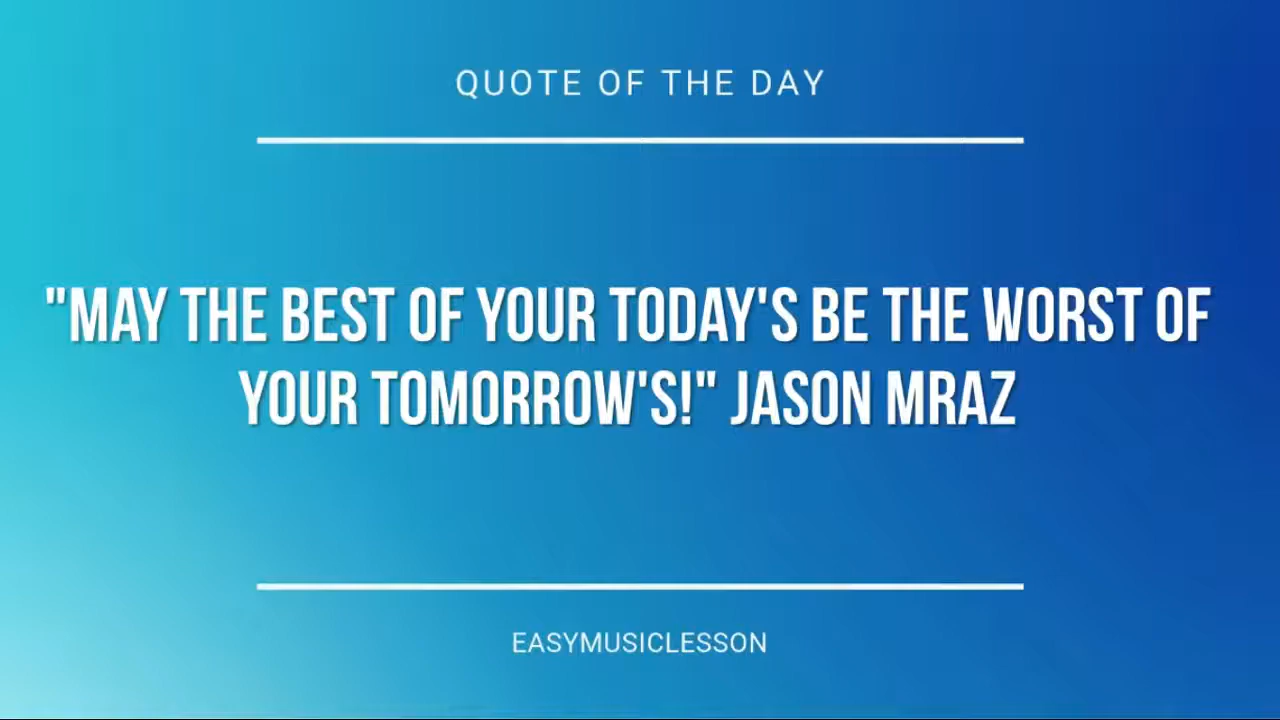 QUOTE OF THE DAY
"MAY THE BEST OF YOUR TODAY'S BE THE WORST OF
YOUR TOMORROW'S!" JASON MRAZ
EASYMUSICLESSON